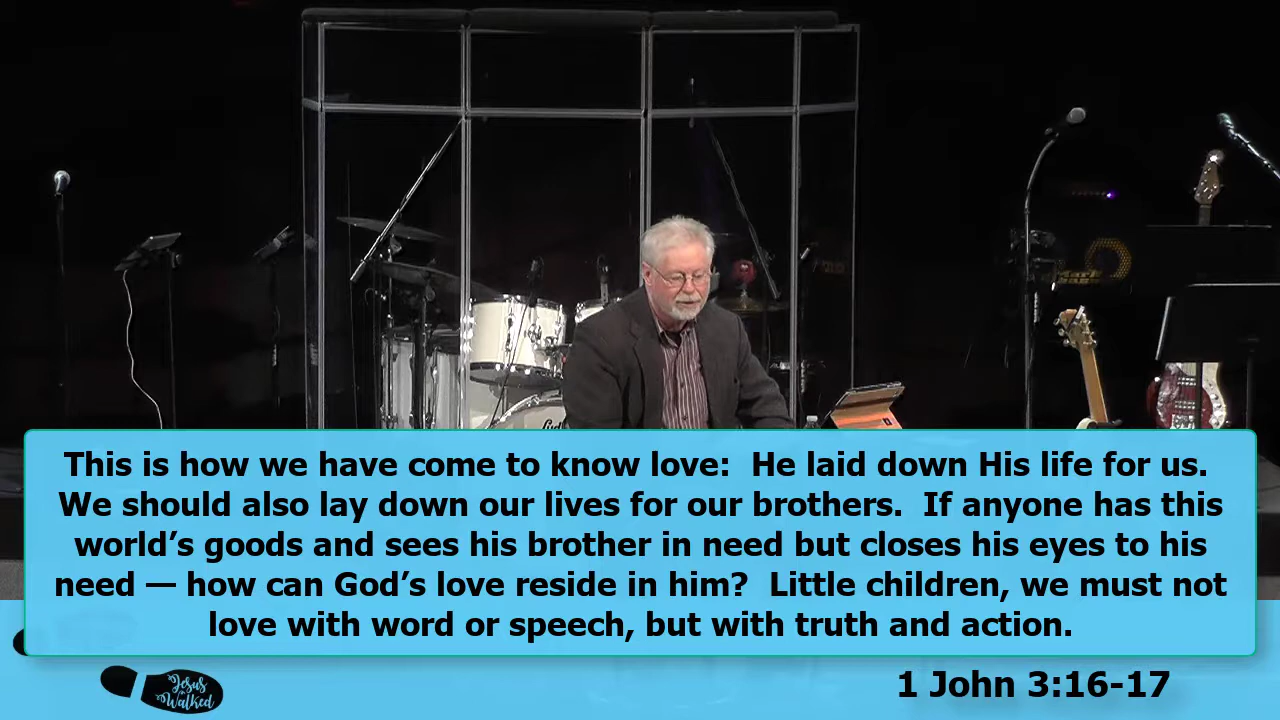 This is how we have come to know love:  He laid down His life for us.
We should also lay down our lives for our brothers.  If anyone has this
world’s goods and sees his brother in need but closes his eyes to his
need — how can God’s love reside in him?  Little children, we must not
love with word or speech, but with truth and action.
Jesus
Walked
1 John 3:16-17